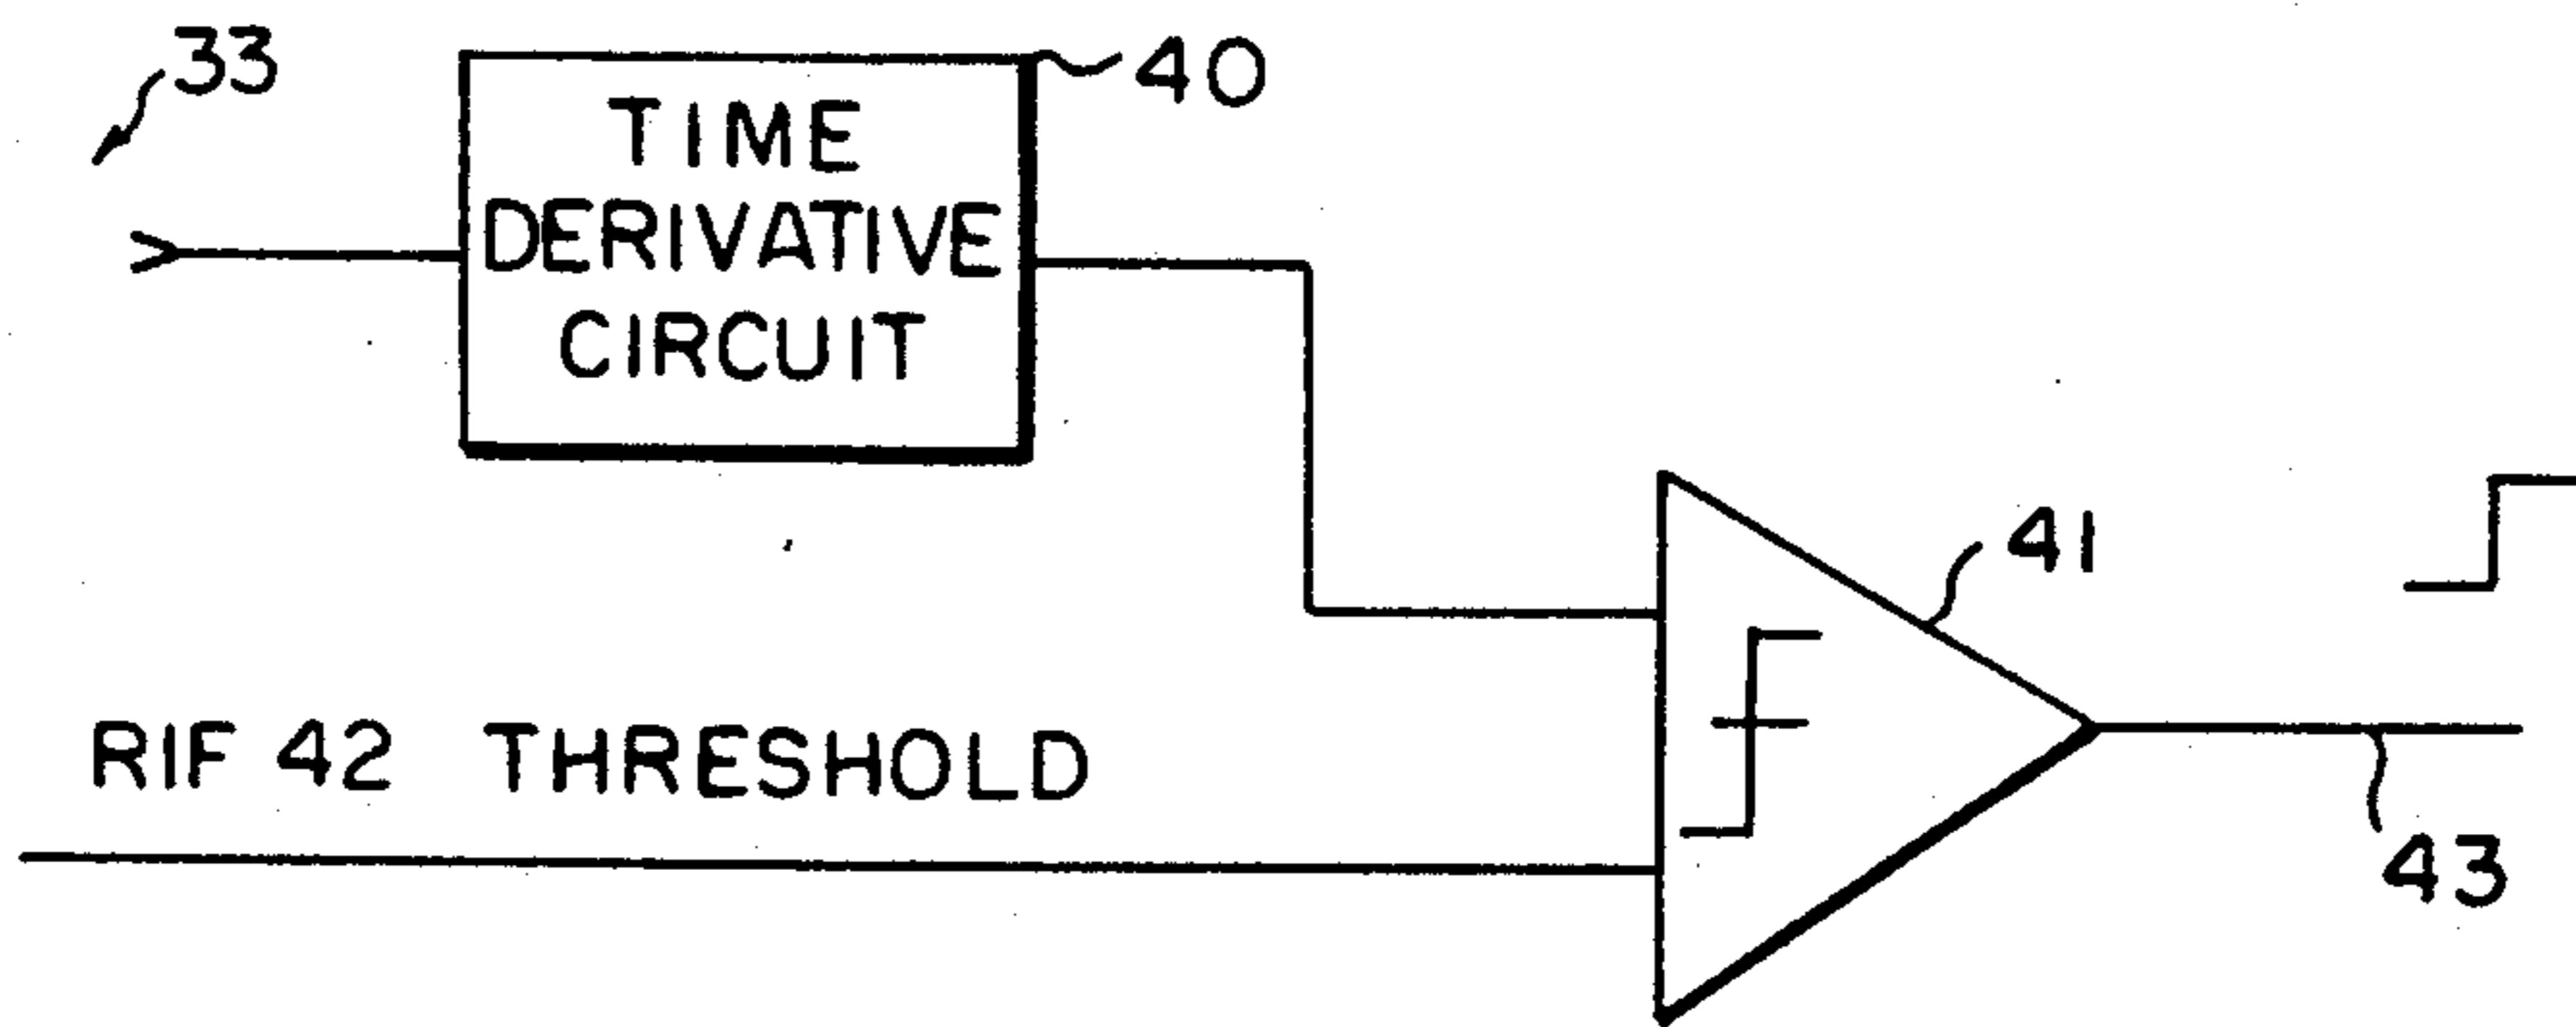 33
40
TIME
DERIVATIVE
CIRCUIT
41
RIF 42 THRESHOLD
43